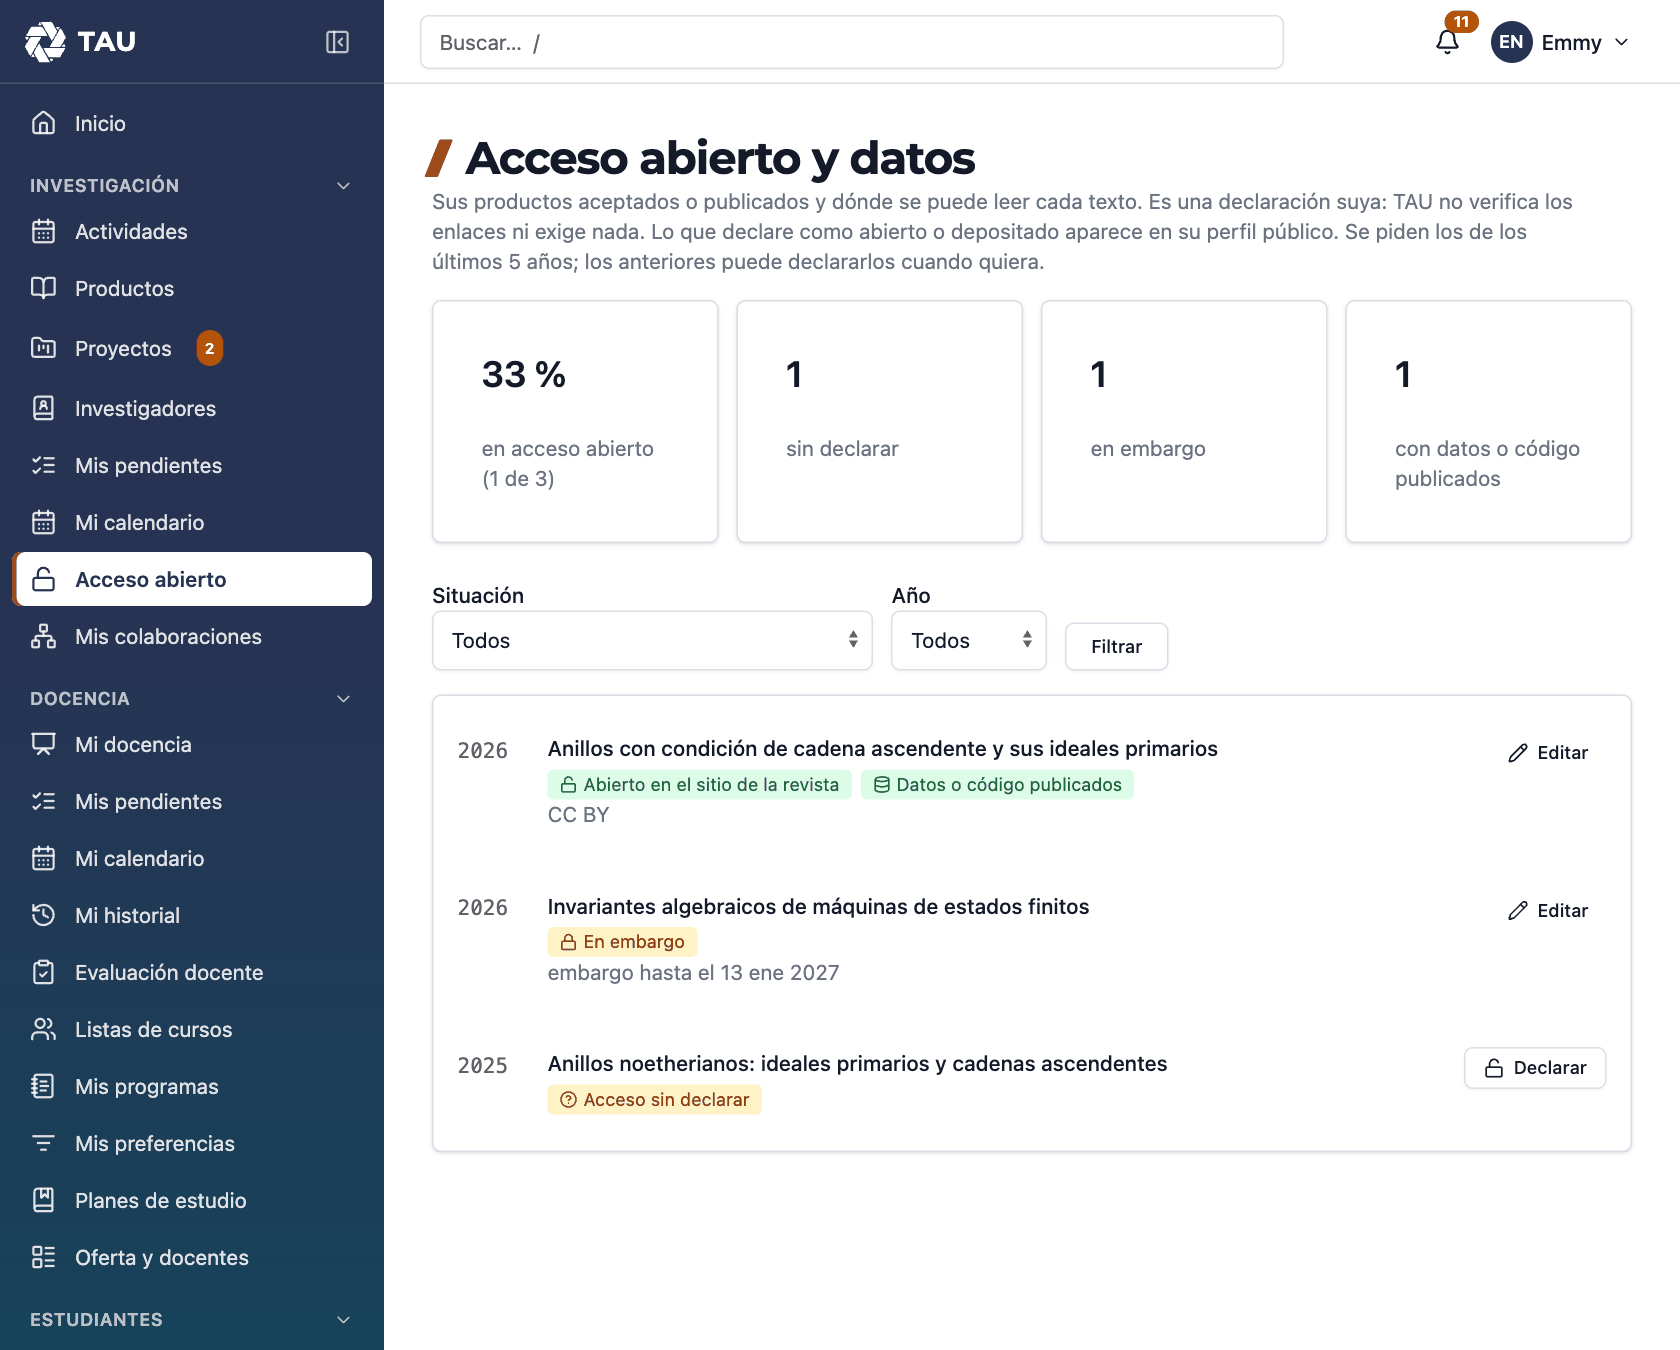 TAU
Buscar... /
11
EN
Emmy
Inicio
INVESTIGACIÓN
Actividades
Productos
Proyectos 2
Investigadores
Mis pendientes
Mi calendario
Acceso abierto
Mis colaboraciones
DOCENCIA
Mi docencia
Mis pendientes
Mi calendario
Mi historial
Evaluación docente
Listas de cursos
Mis programas
Mis preferencias
Planes de estudio
Oferta y docentes
ESTUDIANTES
Acceso abierto y datos
Sus productos aceptados o publicados y dónde se puede leer cada texto. Es una declaración suya: TAU no verifica los
enlaces ni exige nada. Lo que declare como abierto o depositado aparece en su perfil público. Se piden los de los
últimos 5 años; los anteriores puede declararlos cuando quiera.
33 %
en acceso abierto
(1 de 3)
1
sin declarar
1
en embargo
1
con datos o código
publicados
Situación
Todos
Año
Todos
Filtrar
2026
Anillos con condición de cadena ascendente y sus ideales primarios
Editar
Abierto en el sitio de la revista
Datos o código publicados
CC BY
2026
Invariantes algebraicos de máquinas de estados finitos
Editar
En embargo
embargo hasta el 13 ene 2027
2025
Anillos noetherianos: ideales primarios y cadenas ascendentes
Declarar
Acceso sin declarar